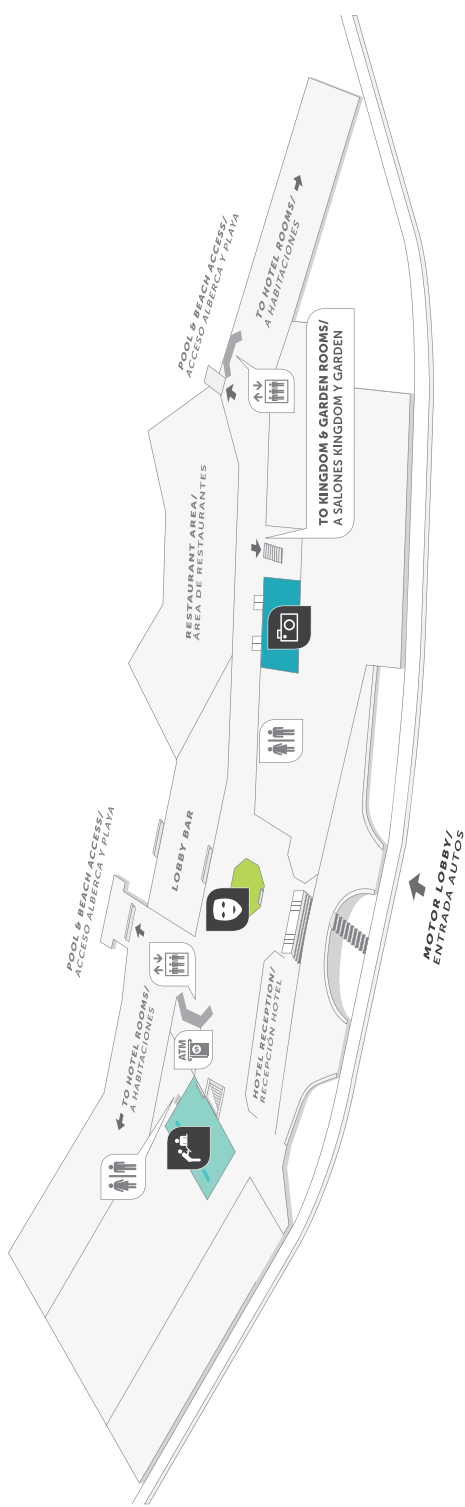 POOL & BEACH ACCESS/
ACCESO ALBERCA Y PLAYA
TO HOTEL ROOMS/
A HABITACIONES
TO KINGDOM & GARDEN ROOMS/
A SALONES KINGDOM Y GARDEN
RESTAURANT AREA/
ÁREA DE RESTAURANTES
LOBBY BAR
POOL & BEACH ACCESS/
ACCESO ALBERCA Y PLAYA
MOTOR LOBBY/
ENTRADA AUTOS
TO HOTEL ROOMS/
A HABITACIONES
ATM
HOTEL RECEPTION/
RECEPCIÓN HOTEL